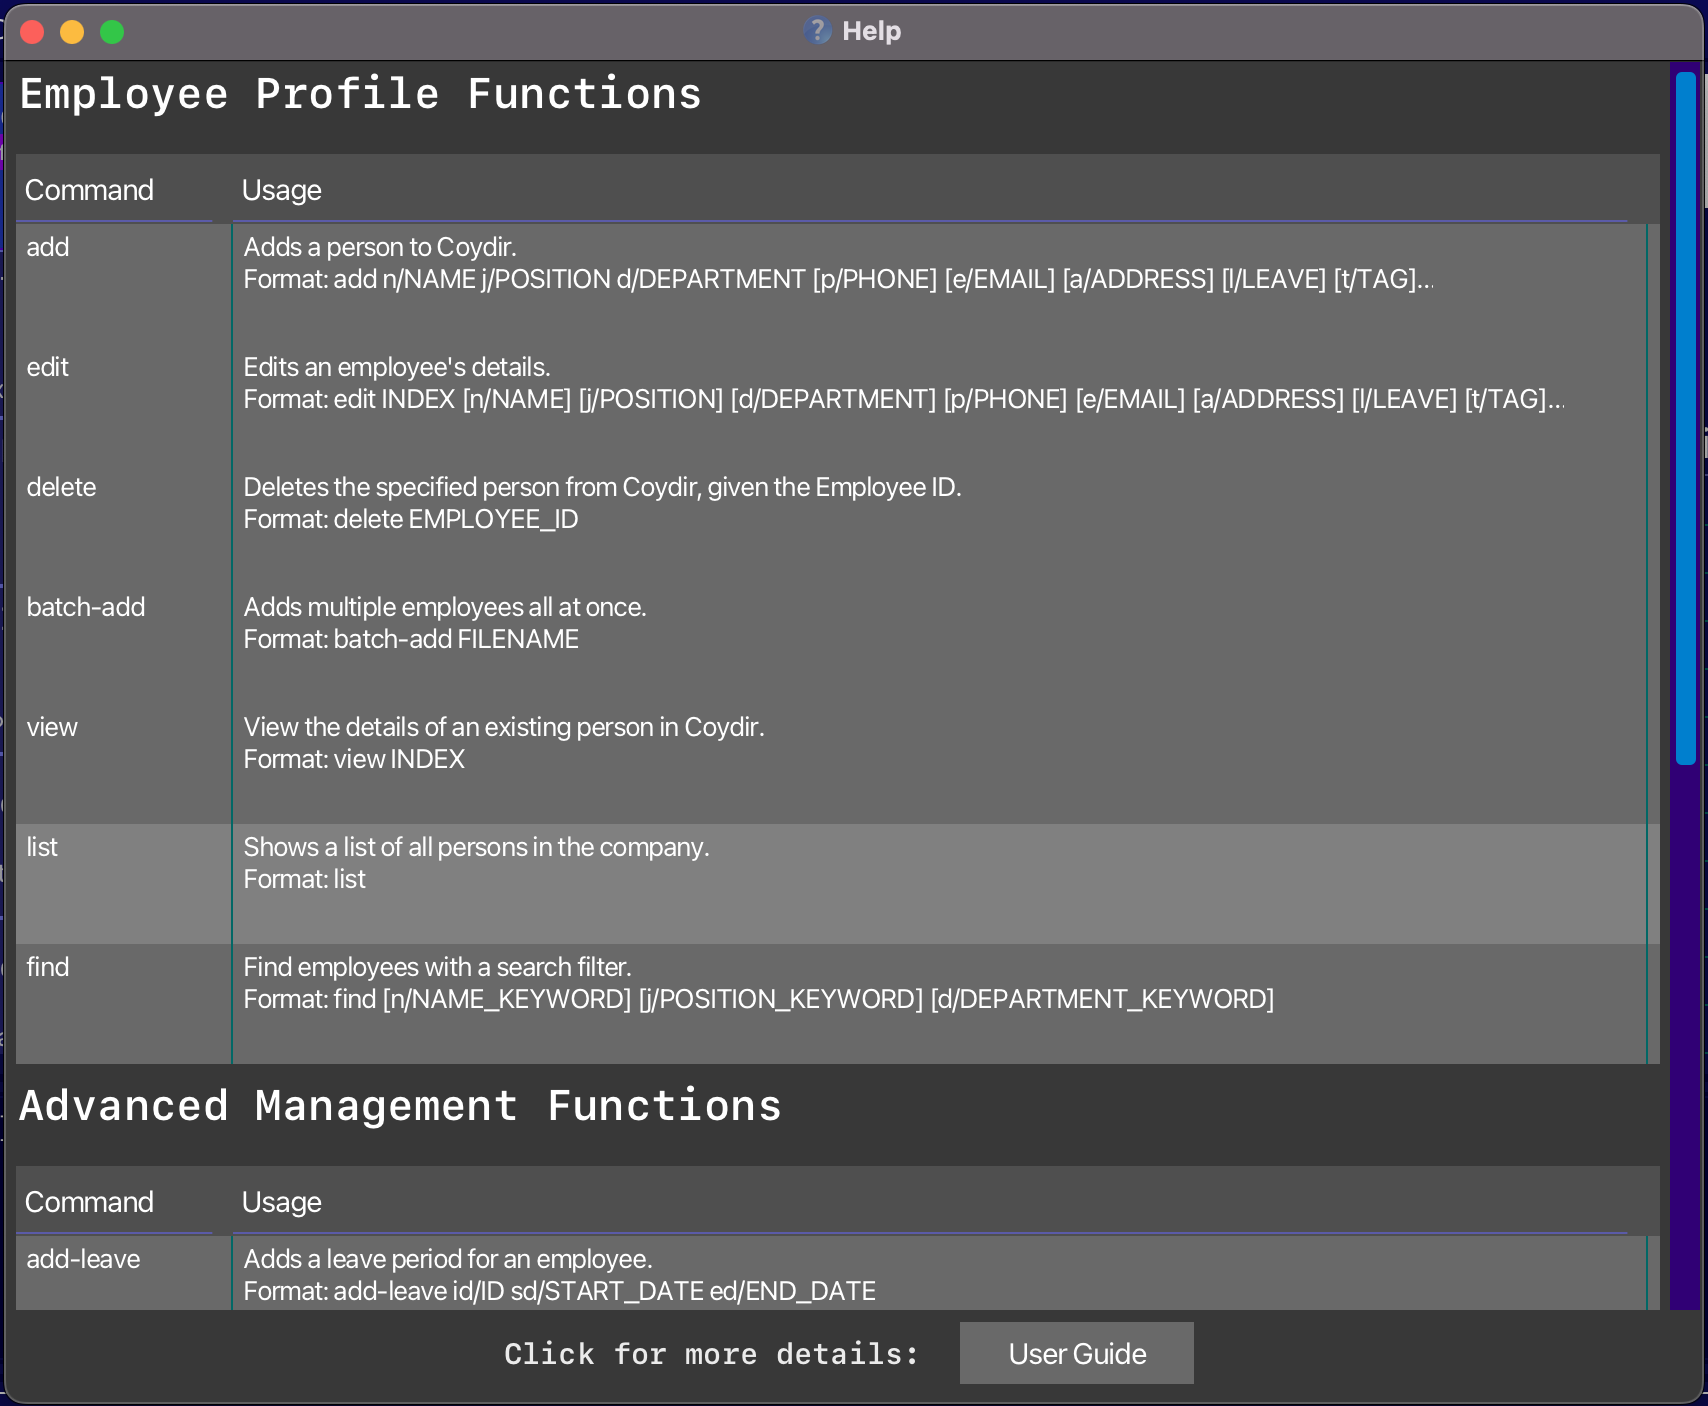 Help
Employee Profile Functions
Command Usage
add Adds a person to Coydir.
Format: add n/NAME j/POSITION d/DEPARTMENT [p/PHONE] [e/EMAIL] [a/ADDRESS] [l/LEAVE] [t/TAG]...
edit Edits an employee's details.
Format: edit INDEX [n/NAME] [j/POSITION] [d/DEPARTMENT] [p/PHONE] [e/EMAIL] [a/ADDRESS] [l/LEAVE] [t/TAG]...
delete Deletes the specified person from Coydir, given the Employee ID.
Format: delete EMPLOYEE_ID
batch-add Adds multiple employees all at once.
Format: batch-add FILENAME
view View the details of an existing person in Coydir.
Format: view INDEX
list Shows a list of all persons in the company.
Format: list
find Find employees with a search filter.
Format: find [n/NAME_KEYWORD] [j/POSITION_KEYWORD] [d/DEPARTMENT_KEYWORD]
Advanced Management Functions
Command Usage
add-leave Adds a leave period for an employee.
Format: add-leave id/ID sd/START_DATE ed/END_DATE
Click for more details: User Guide